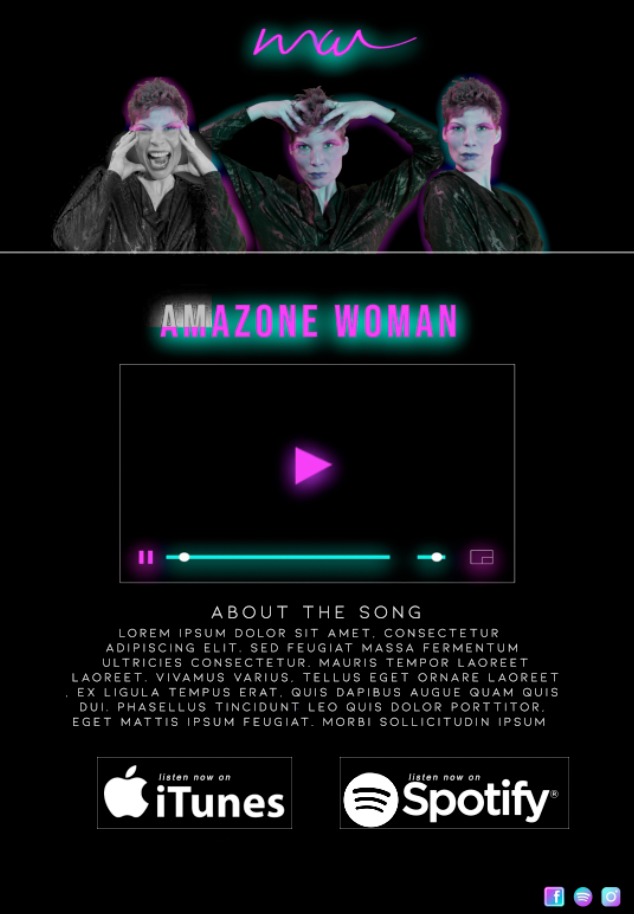 mar
AMAZONE WOMAN
ABOUT THE SONG
LOREM IPSUM DOLOR SIT AMET, CONSECTETUR
ADIPISCING ELIT. SED FEUGIAT MASSA FERMENTUM
ULTRICIES CONSECTETUR. MAURIS TEMPOR LAOREET
LAOREET. VIVAMUS VARIUS, TELLUS EGET ORNARE LAOREET
, EX LIGULA TEMPUS ERAT, QUIS DAPIBUS AUGUE QUAM QUIS
DUI. PHASELLUS TINCIDUNT LEO QUIS DOLOR PORTTITOR,
EGET MATTIS IPSUM FEUGIAT. MORBI SOLLICITUDIN IPSUM
listen now on
iTunes
listen now on
Spotify®